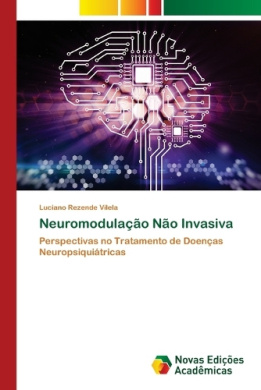 Luciano Rezende Vilela
Neuromodulação Não Invasiva
Perspectivas no Tratamento de Doenças
Neuropsiquiátricas
Novas Edições
Acadêmicas